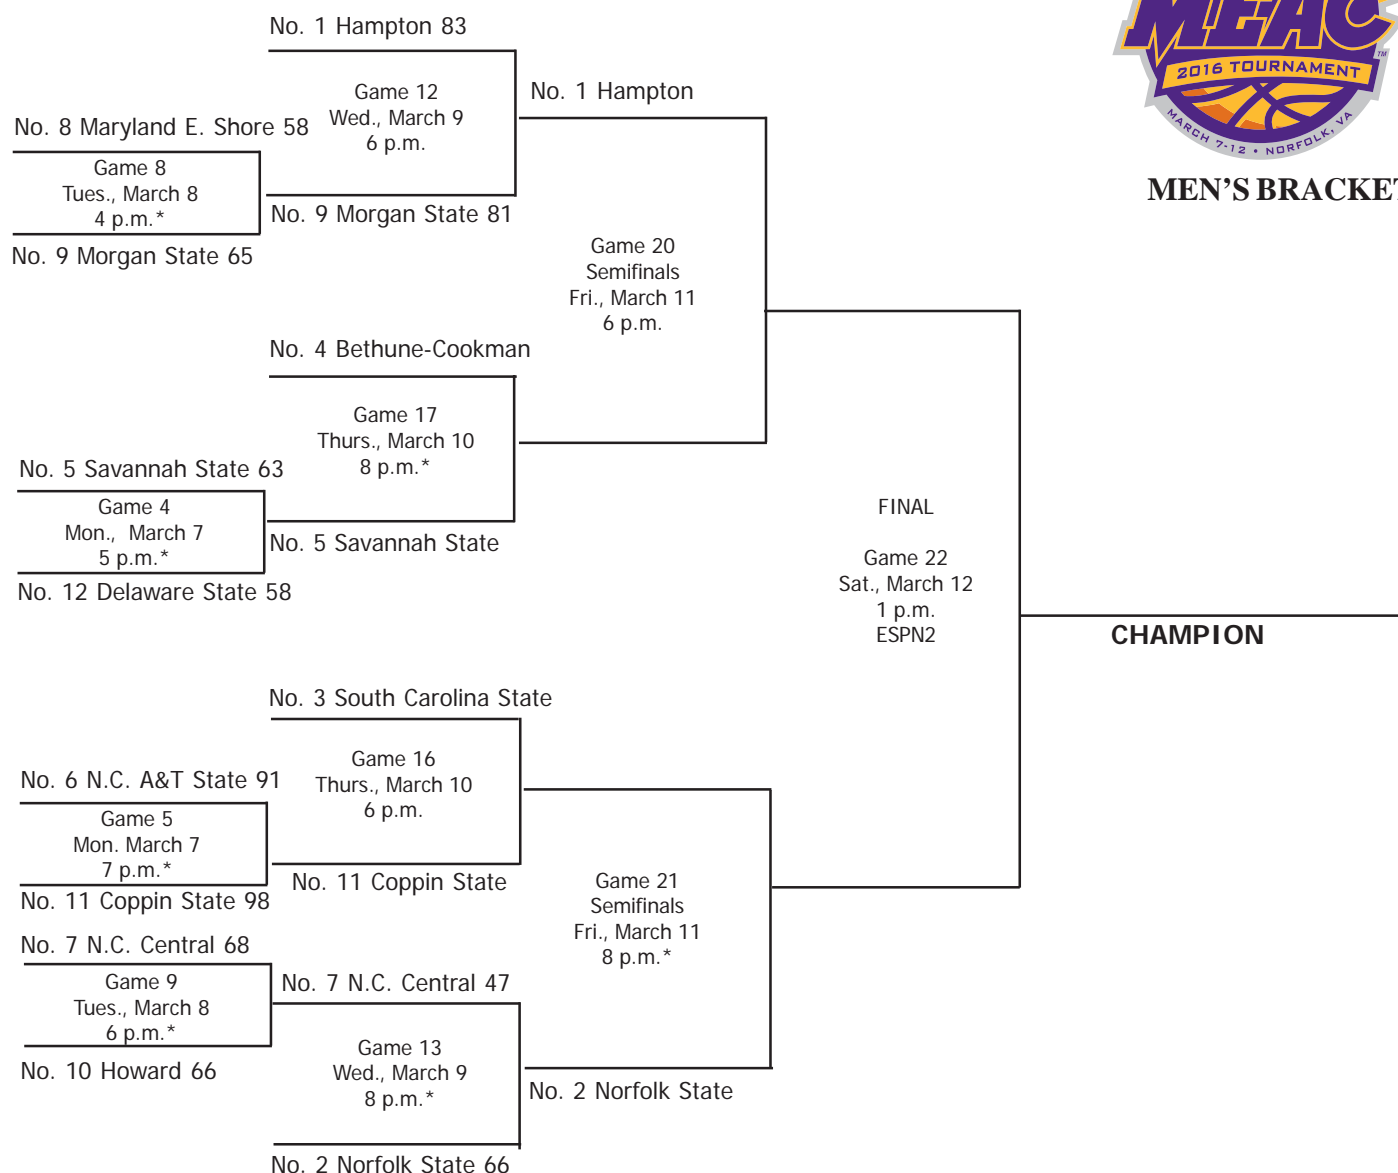 MEAC
TM
2016 TOURNAMENT
MARCH 7-12 • NORFOLK, VA
MEN'S BRACKET
No. 1 Hampton 83
Game 12
Wed., March 9
6 p.m.
No. 1 Hampton
No. 8 Maryland E. Shore 58
Game 8
Tues., March 8
4 p.m.*
No. 9 Morgan State 81
No. 9 Morgan State 65
Game 20
Semifinals
Fri., March 11
6 p.m.
No. 4 Bethune-Cookman
Game 17
Thurs., March 10
8 p.m.*
No. 5 Savannah State 63
Game 4
Mon., March 7
5 p.m.*
No. 5 Savannah State
No. 12 Delaware State 58
FINAL
Game 22
Sat., March 12
1 p.m.
ESPN2
CHAMPION
No. 3 South Carolina State
Game 16
Thurs., March 10
6 p.m.
No. 6 N.C. A&T State 91
Game 5
Mon. March 7
7 p.m.*
No. 11 Coppin State
No. 11 Coppin State 98
Game 21
Semifinals
Fri., March 11
8 p.m.*
No. 7 N.C. Central 68
Game 9
Tues., March 8
6 p.m.*
No. 7 N.C. Central 47
No. 10 Howard 66
Game 13
Wed., March 9
8 p.m.*
No. 2 Norfolk State
No. 2 Norfolk State 66